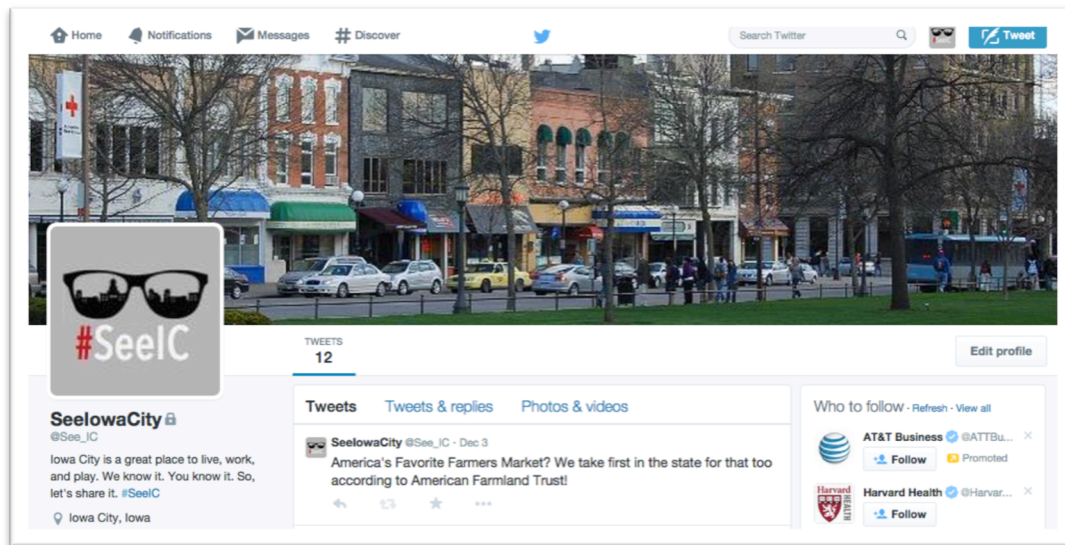 Home Notifications Messages # Discover Search Twitter Tweet
#SeeIC
TWEETS
12
Edit profile
SeeIowaCity
@See_IC
Iowa City is a great place to live, work,
and play. We know it. You know it. So,
let's share it. #SeeIC
Iowa City, Iowa
Tweets Tweets & replies Photos & videos
SeeIowaCity @See_IC · Dec 3
America's Favorite Farmers Market? We take first in the state for that too
according to American Farmland Trust!
Who to follow · Refresh · View all
AT&T Business @ATTBu...
Follow Promoted
Harvard
HEALTH
Harvard Health @Harvar...
Follow